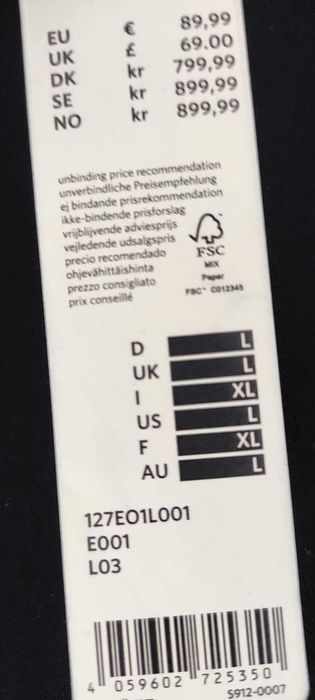 EU € 89,99
UK £ 69.00
DK kr 799,99
SE kr 899,99
NO kr 899,99
unbinding price recommendation
unverbindliche Preisempfehlung
ej bindande prisrekommendation
ikke-bindende prisforslag
vrijblijvende adviesprijs
vejledende udsalgspris
precio recomendado
ohjevähittäishinta
prezzo consigliato
prix conseillé
FSC
MIX
Paper
FSC® C012345
D L
UK L
I XL
US L
F XL
AU L
127EO1L001
E001
L03
4 059602 725350
5912-0007